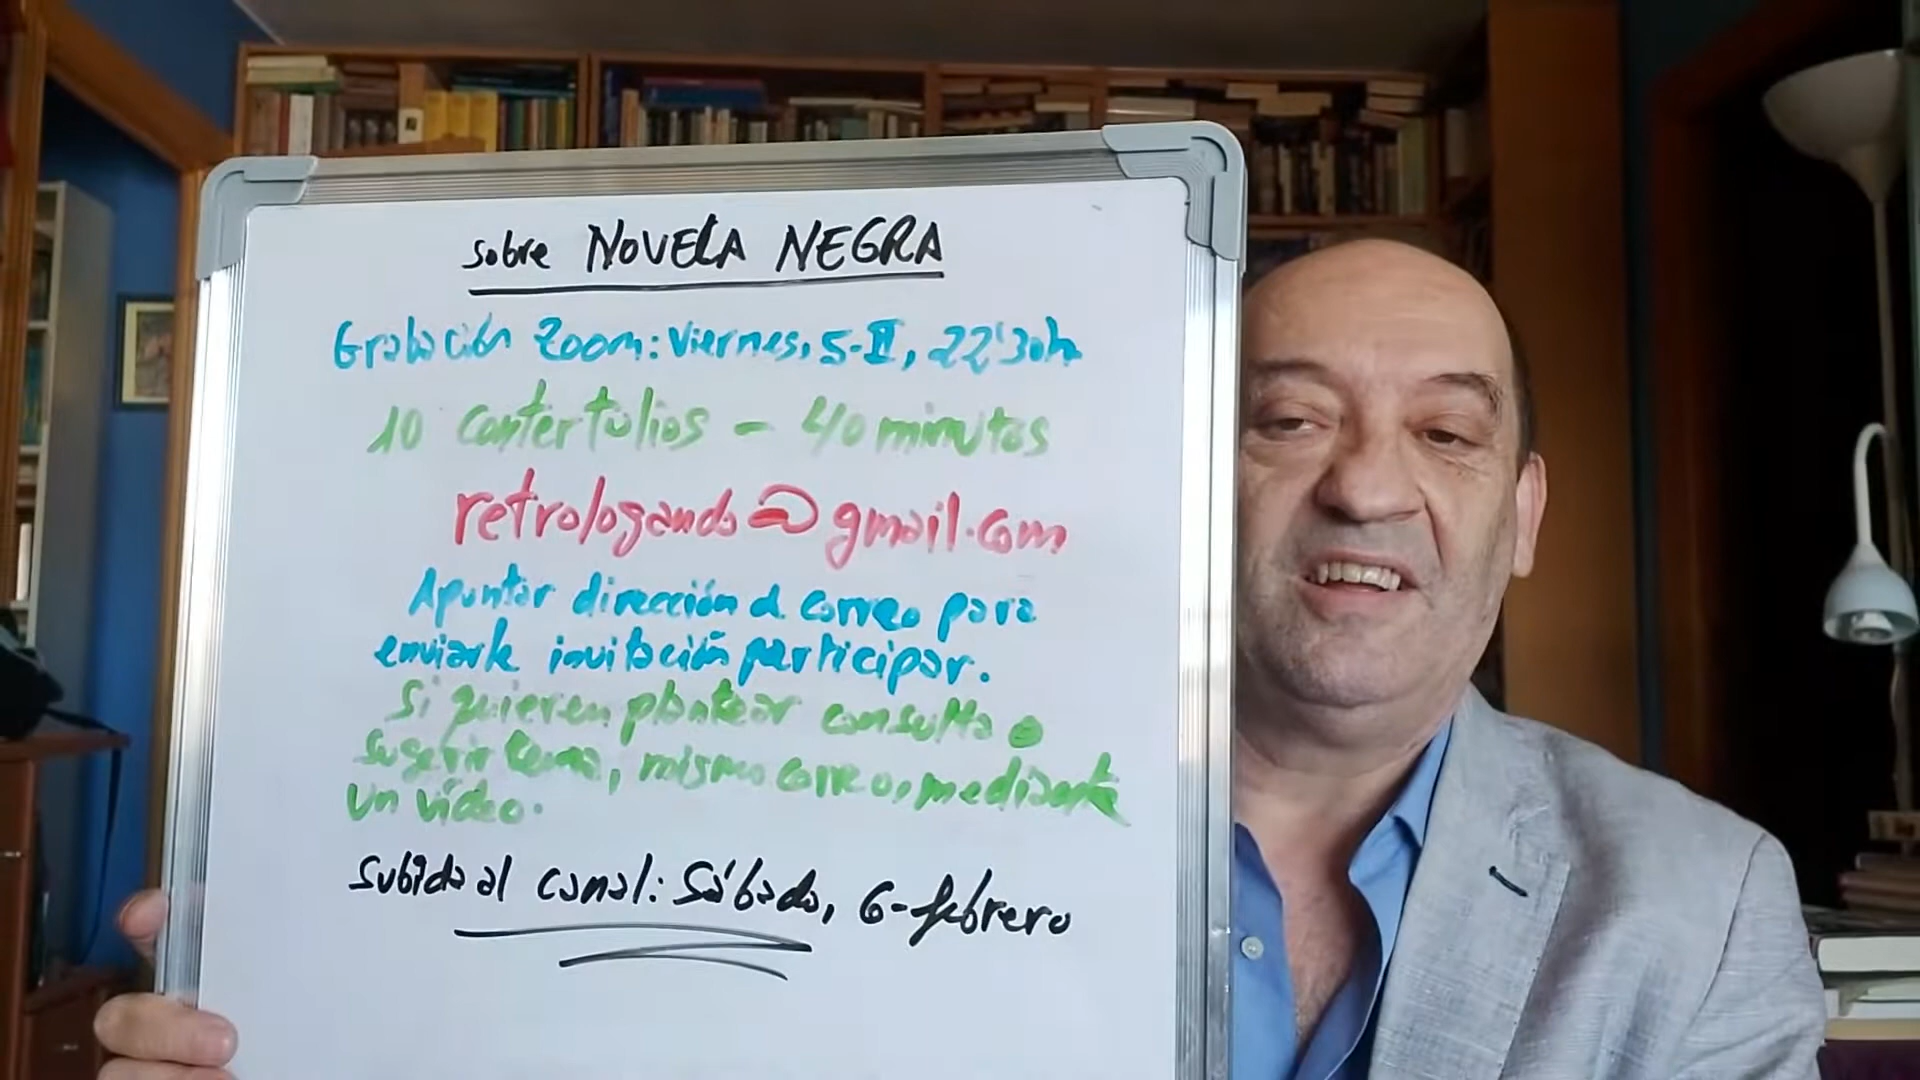 sobre NOVELA NEGRA
Grabación Zoom: Viernes, 5-II, 22'30h
10 contertulios - 40 minutos
retrologando@gmail.com
Apuntar dirección d correo para
enviarle invitación participar.
Si quieren plantear consulta o
sugerir tema, mismo correo, mediante
un vídeo.
Subida al canal: Sábado, 6-febrero